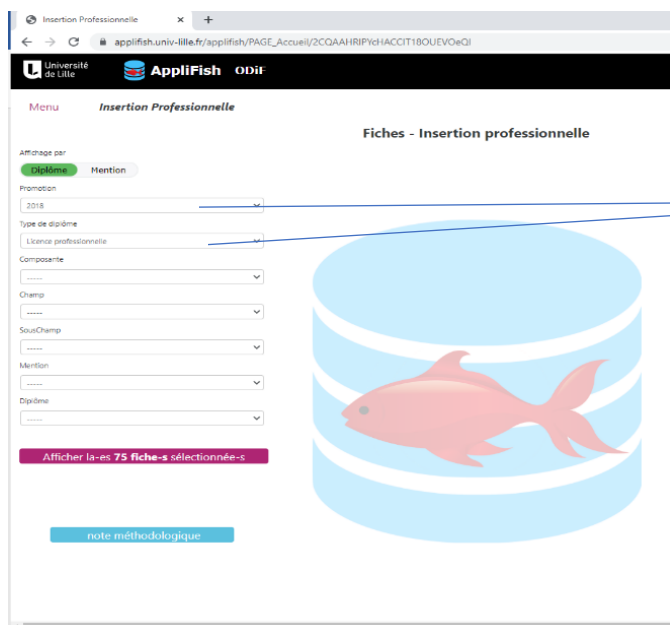 Insertion Professionnelle
applifish.univ-lille.fr/applifish/PAGE_Accueil/2CQAAHRIPYcHACCIT18OUEVOeQI
Université
de Lille
AppliFish ODiF
Menu Insertion Professionnelle
Fiches - Insertion professionnelle
Affichage par
Diplôme Mention
Promotion
2018
Type de diplôme
Licence professionnelle
Composante
-----
Champ
-----
SousChamp
-----
Mention
-----
Diplôme
-----
Afficher la-es 75 fiche-s sélectionnée-s
note méthodologique